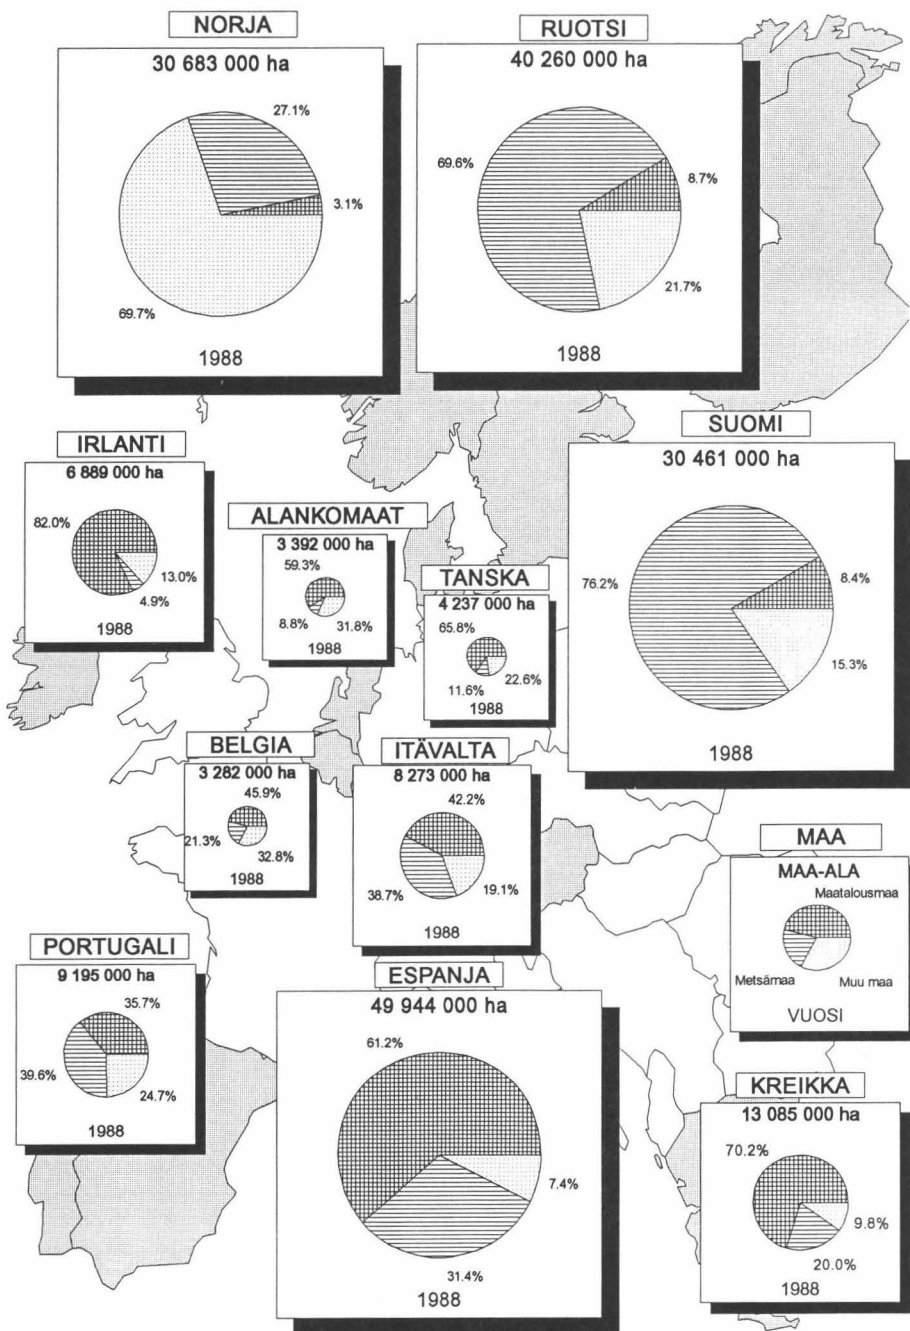 NORJA
30 683 000 ha
27.1%
3.1%
69.7%
1988
RUOTSI
40 260 000 ha
69.6%
8.7%
21.7%
1988
IRLANTI
6 889 000 ha
82.0%
13.0%
4.9%
1988
ALANKOMAAT
3 392 000 ha
59.3%
8.8%
31.8%
1988
TANSKA
4 237 000 ha
65.8%
22.6%
11.6%
1988
SUOMI
30 461 000 ha
76.2%
8.4%
15.3%
1988
BELGIA
3 282 000 ha
45.9%
21.3%
32.8%
1988
ITÄVALTA
8 273 000 ha
42.2%
38.7%
19.1%
1988
MAA
MAA-ALA
Maatalousmaa
Metsämaa
Muu maa
VUOSI
PORTUGALI
9 195 000 ha
35.7%
39.6%
24.7%
1988
ESPANJA
49 944 000 ha
61.2%
7.4%
31.4%
1988
KREIKKA
13 085 000 ha
70.2%
9.8%
20.0%
1988